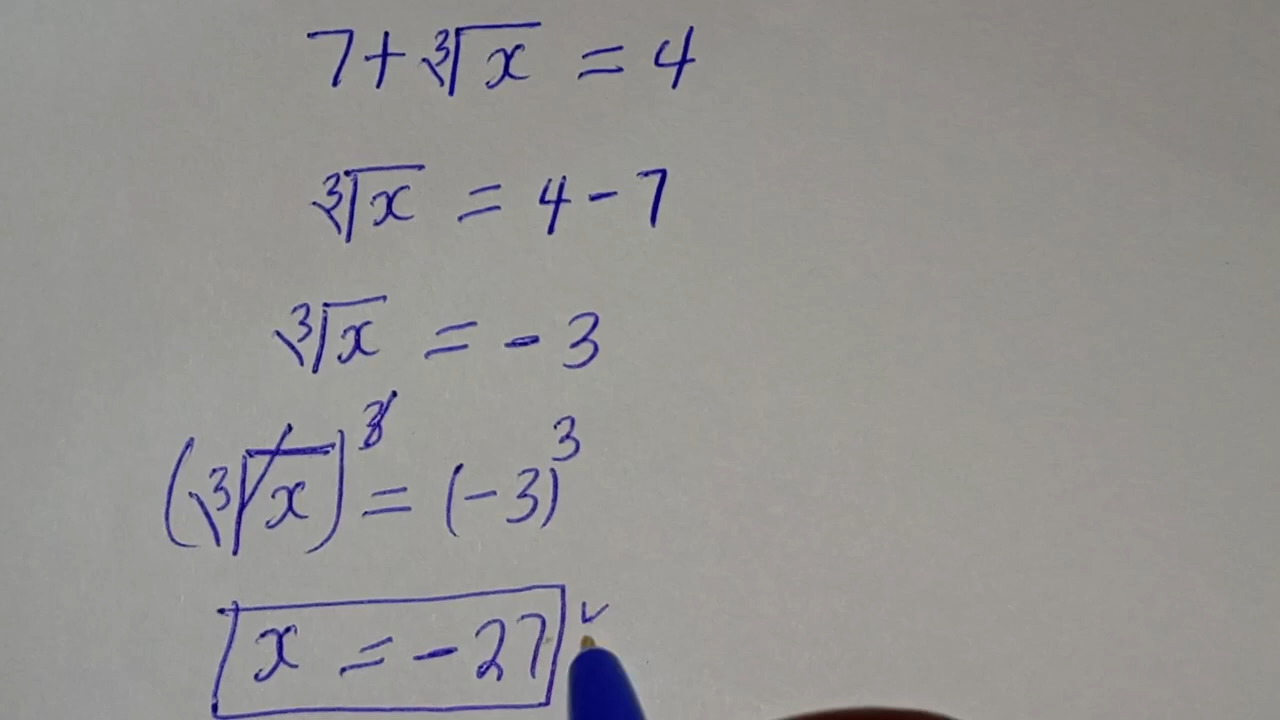 7 + ∛x = 4
∛x = 4 - 7
∛x = - 3
(∛x)³ = (-3)³
x = -27 ✓